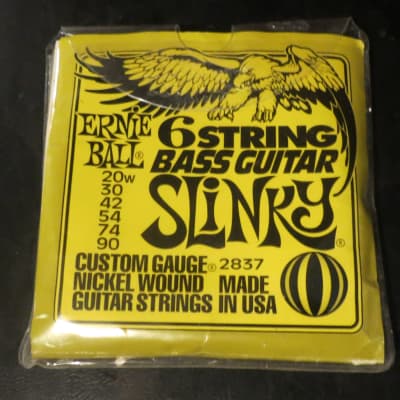 ERNIE
BALL®
6 STRING
BASS GUITAR
SLINKY®
20W
30
42
54
74
90
CUSTOM GAUGE® 2837
NICKEL WOUND MADE
GUITAR STRINGS IN USA